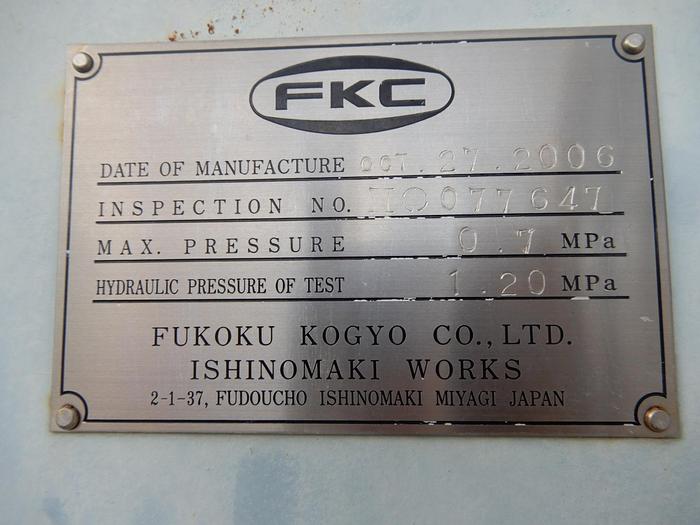 FKC
DATE OF MANUFACTURE OCT.27.2006
INSPECTION NO. HO077647
MAX. PRESSURE 0.7 MPa
HYDRAULIC PRESSURE OF TEST 1.20 MPa
FUKOKU KOGYO CO., LTD.
ISHINOMAKI WORKS
2-1-37, FUDOUCHO ISHINOMAKI MIYAGI JAPAN